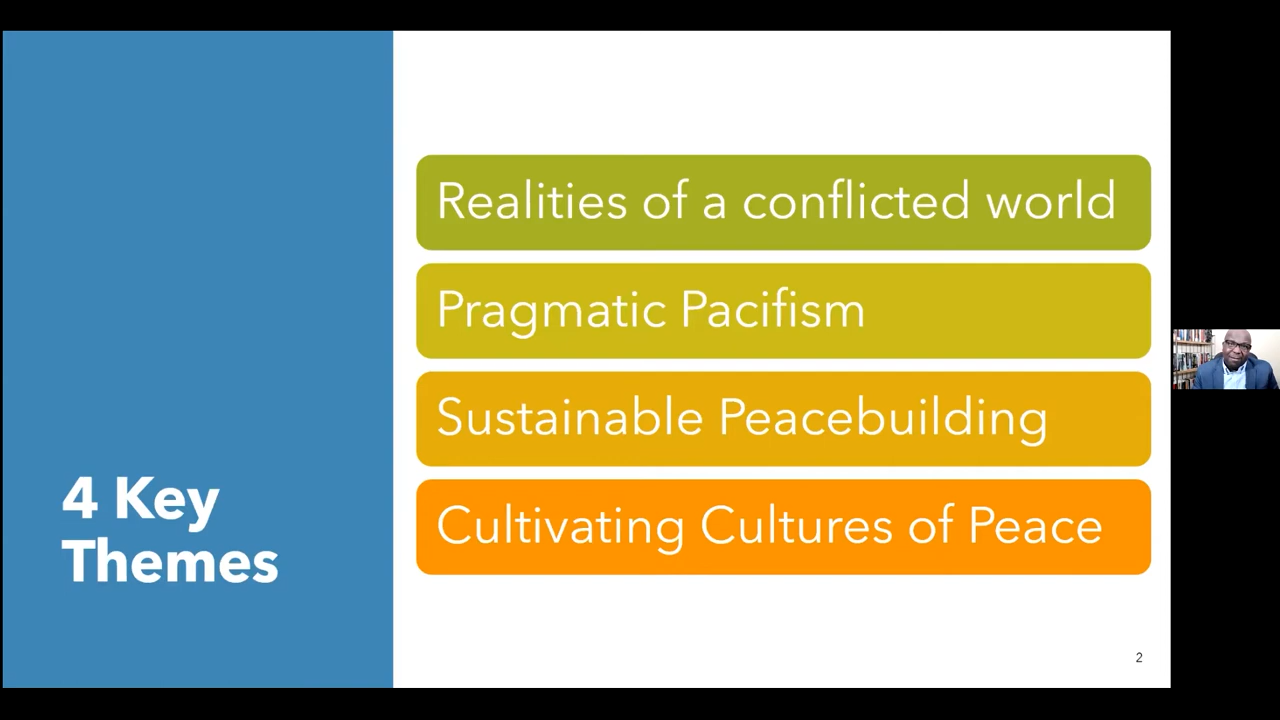 4 Key
Themes
Realities of a conflicted world
Pragmatic Pacifism
Sustainable Peacebuilding
Cultivating Cultures of Peace
2